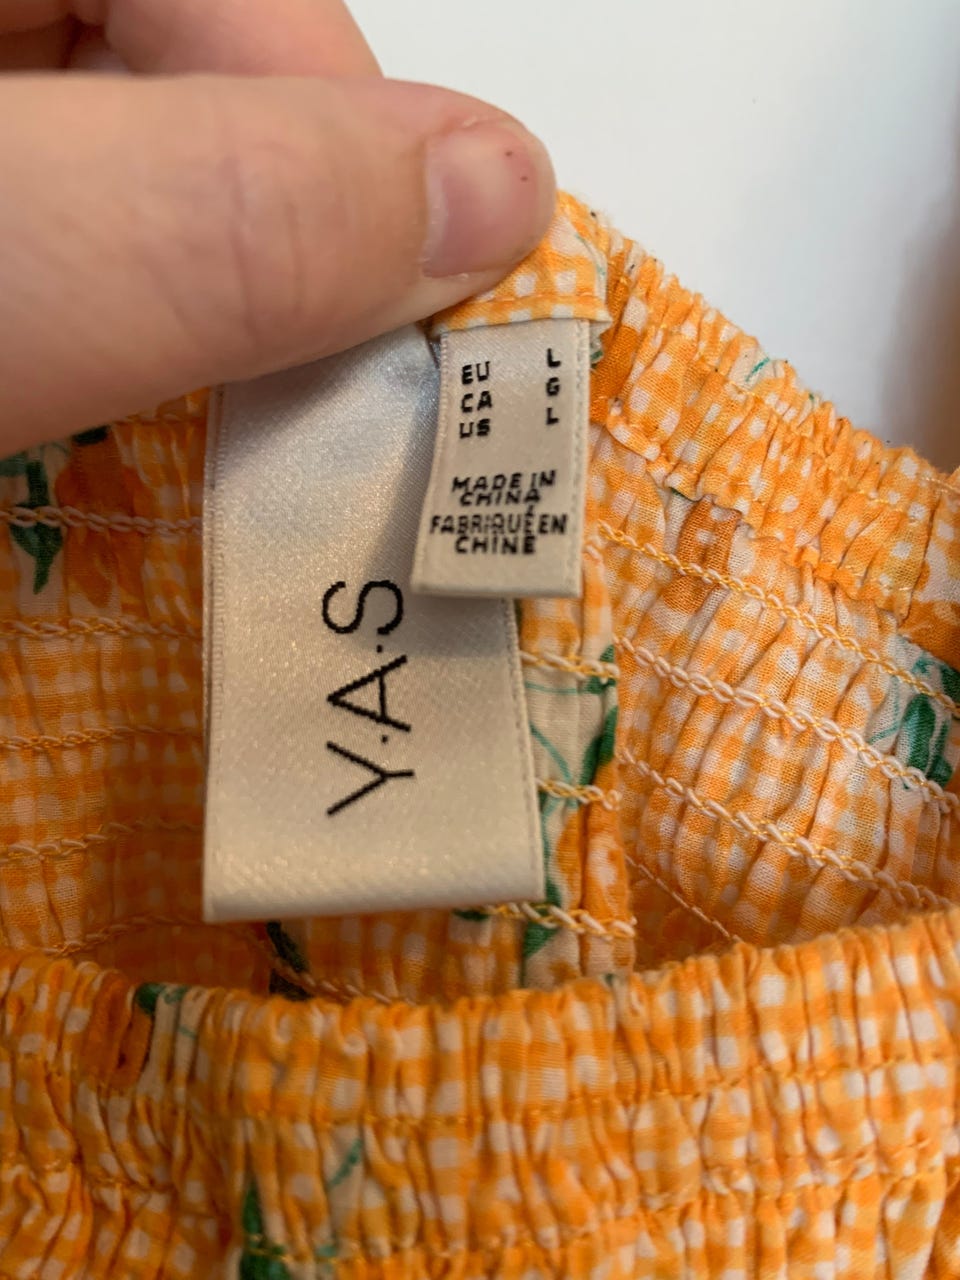 EU L
CA G
US L
MADE IN
CHINA
FABRIQUÉ EN
CHINE
Y.A.S